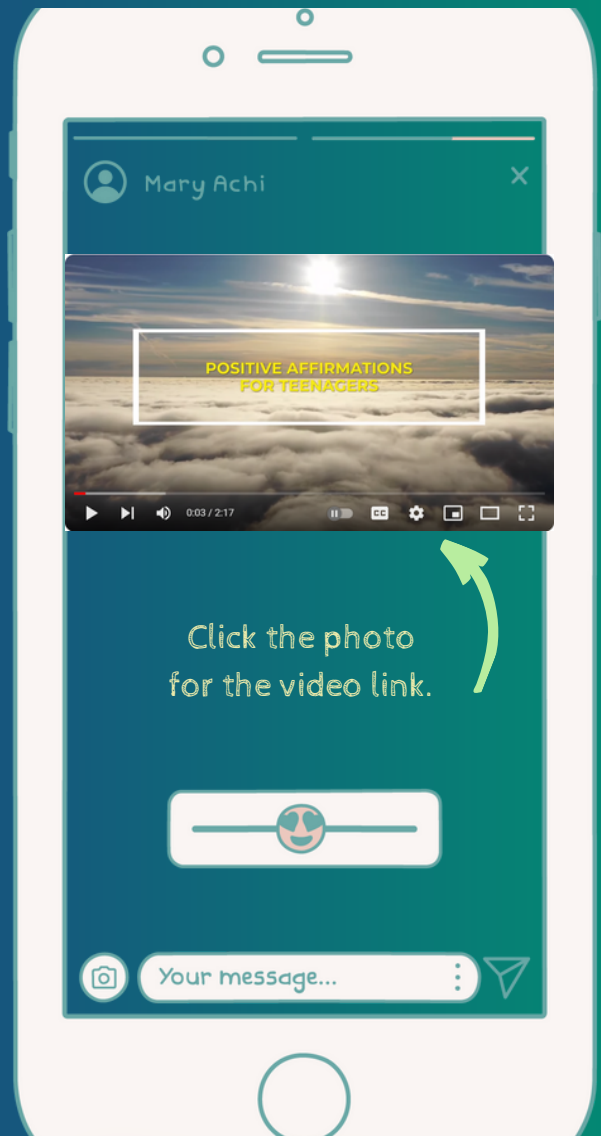 Mary Achi
POSITIVE AFFIRMATIONS
FOR TEENAGERS
0:03 / 2:17
CC
Click the photo
for the video link.
Your message...